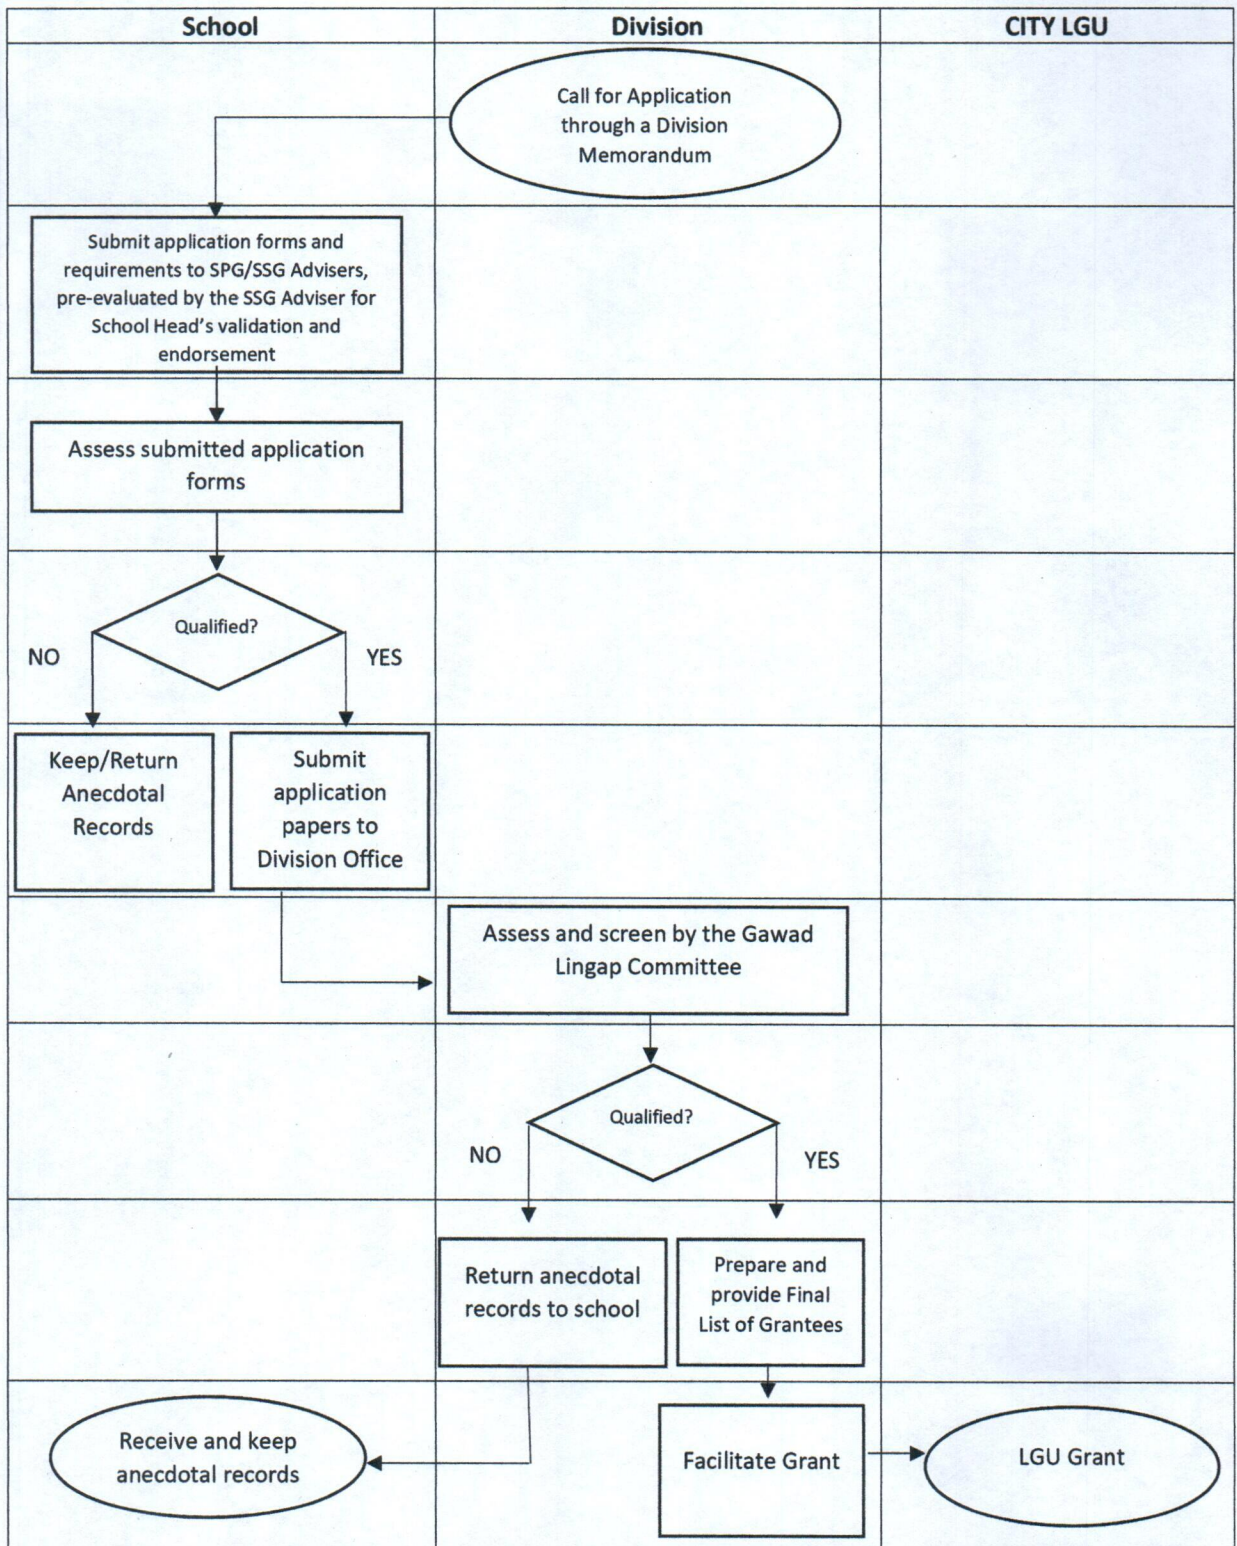 School
Division
CITY LGU
Call for Application
through a Division
Memorandum
Submit application forms and
requirements to SPG/SSG Advisers,
pre-evaluated by the SSG Adviser for
School Head's validation and
endorsement
Assess submitted application
forms
Qualified?
NO
YES
Keep/Return
Anecdotal
Records
Submit
application
papers to
Division Office
Assess and screen by the Gawad
Lingap Committee
Qualified?
NO
YES
Return anecdotal
records to school
Prepare and
provide Final
List of Grantees
Receive and keep
anecdotal records
Facilitate Grant
LGU Grant